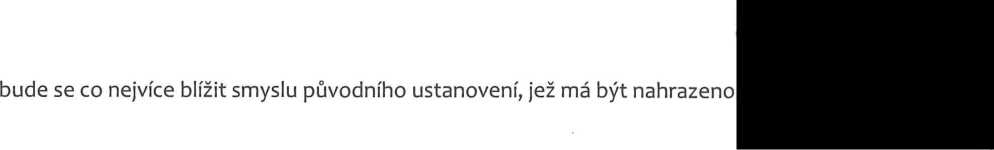 bude se co nejvíce blížit smyslu původního ustanovení, jež má být nahrazeno